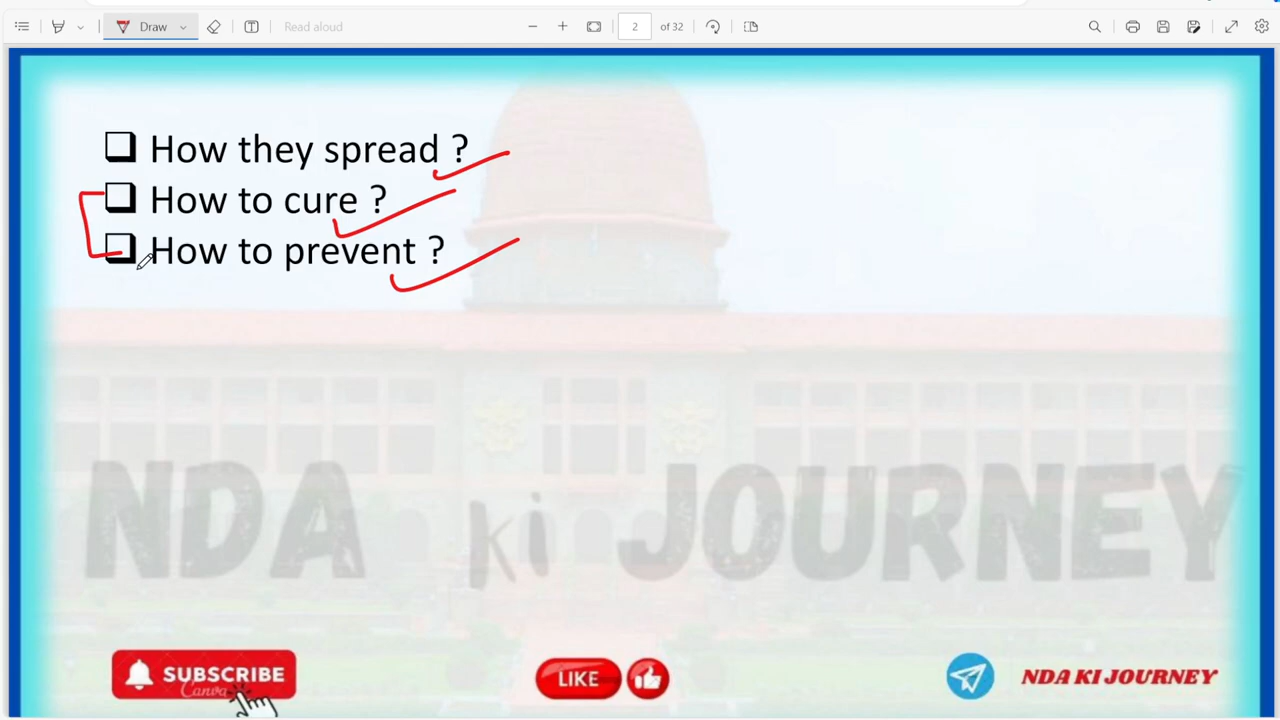 Draw
Read aloud
2 of 32
How they spread ?
How to cure ?
How to prevent ?
NDA ki JOURNEY
SUBSCRIBE
Canva
LIKE
NDA KI JOURNEY